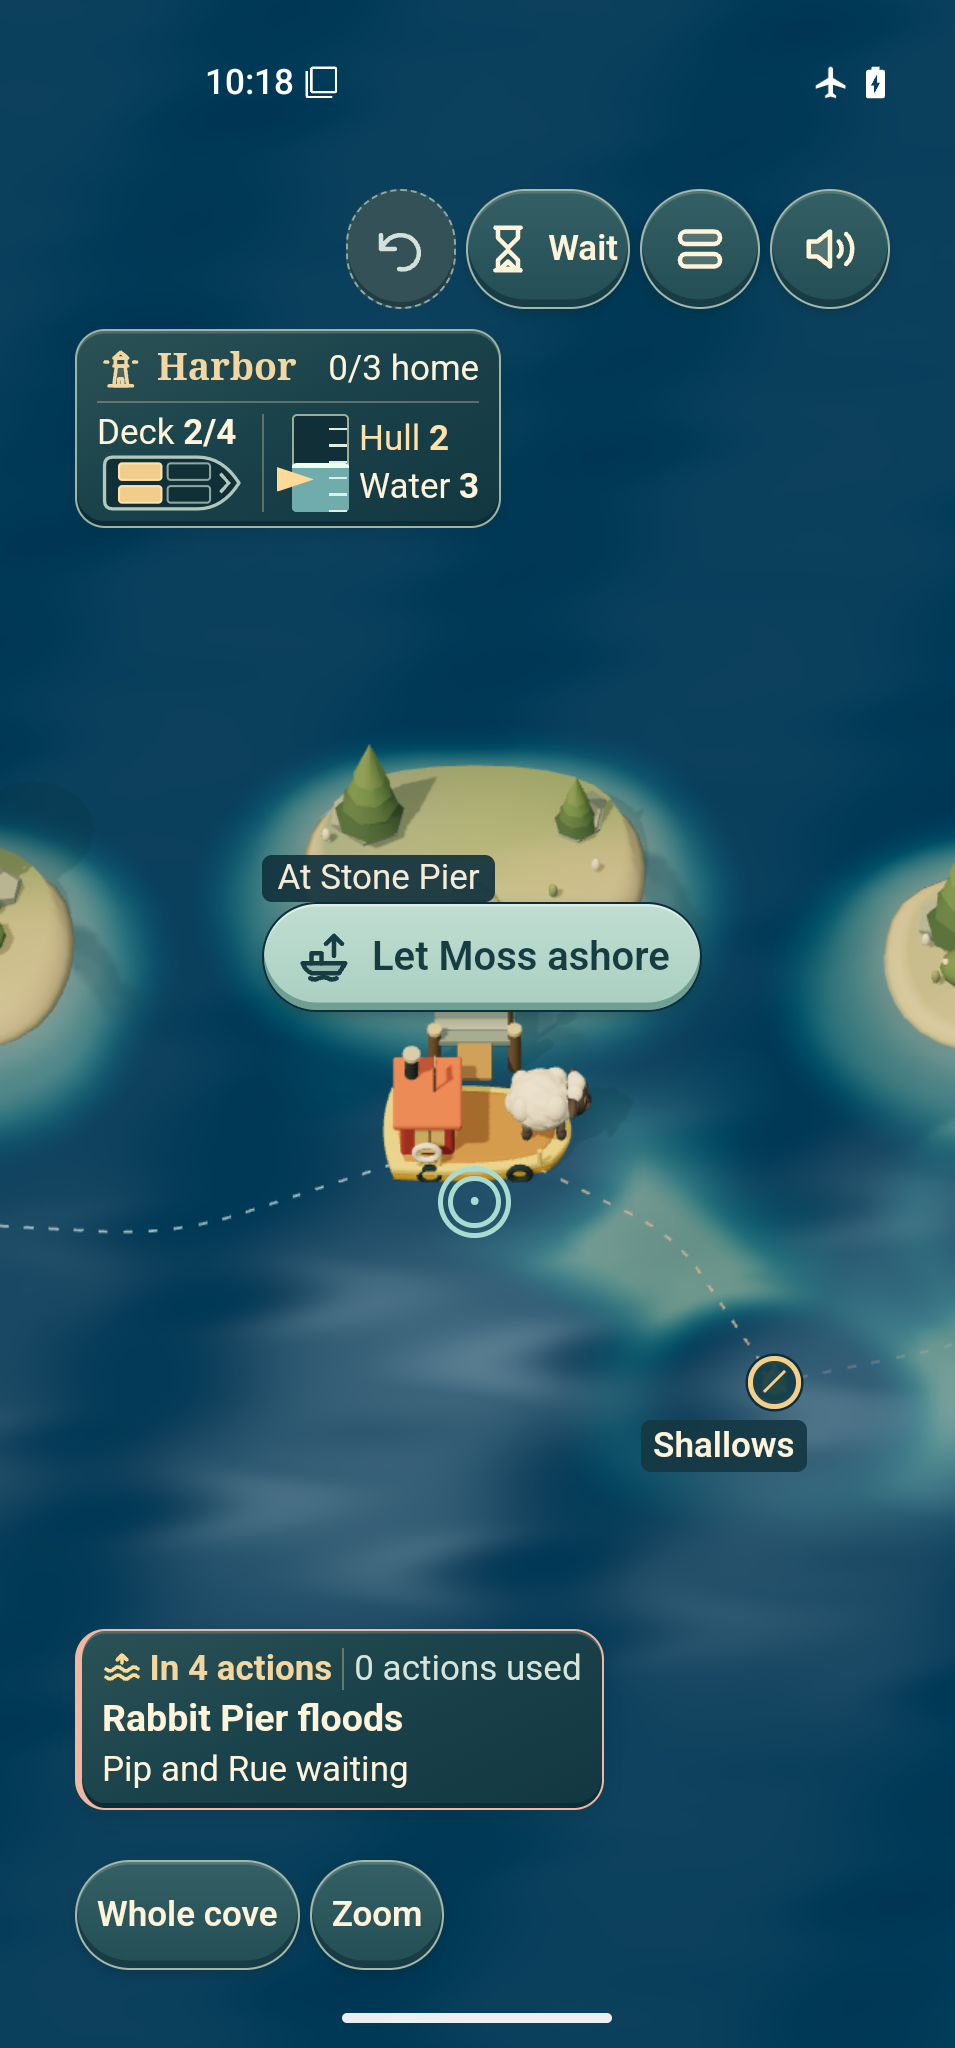 10:18
Wait
Harbor 0/3 home
Deck 2/4
Hull 2
Water 3
At Stone Pier
Let Moss ashore
Shallows
In 4 actions 0 actions used
Rabbit Pier floods
Pip and Rue waiting
Whole cove Zoom